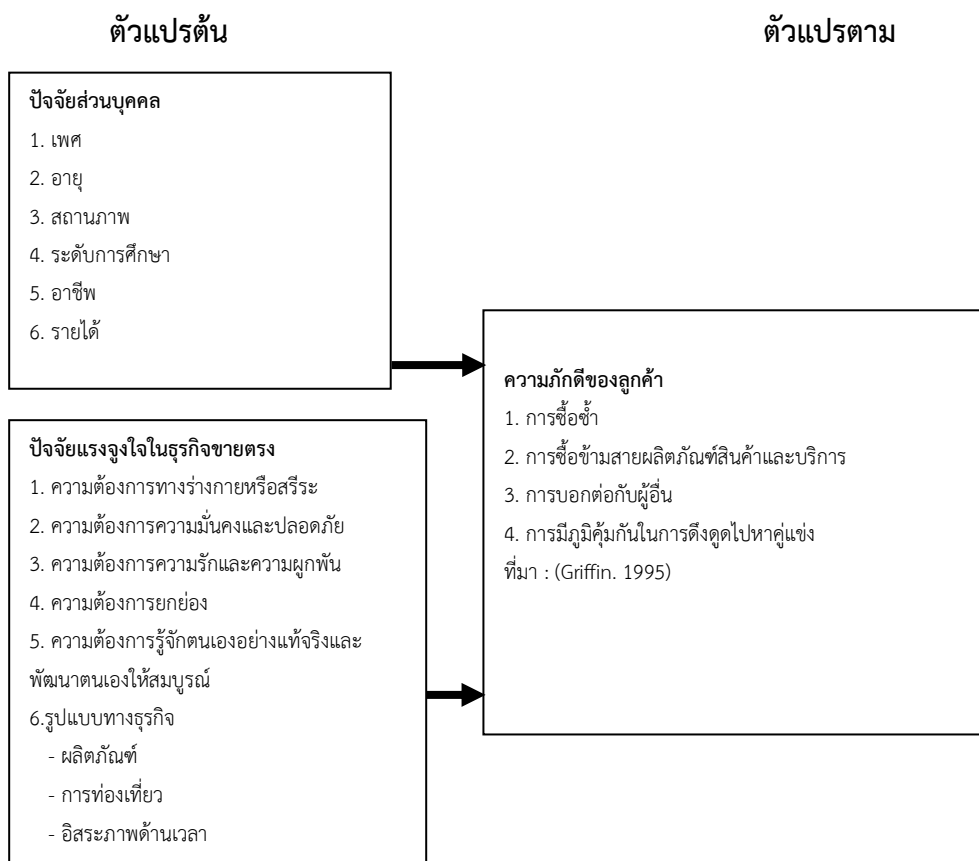 ตัวแปรต้น
ตัวแปรตาม
ปัจจัยส่วนบุคคล
1. เพศ
2. อายุ
3. สถานภาพ
4. ระดับการศึกษา
5. อาชีพ
6. รายได้
ปัจจัยแรงจูงใจในธุรกิจขายตรง
1. ความต้องการทางร่างกายหรือสรีระ
2. ความต้องการความมั่นคงและปลอดภัย
3. ความต้องการความรักและความผูกพัน
4. ความต้องการยกย่อง
5. ความต้องการรู้จักตนเองอย่างแท้จริงและ
พัฒนาตนเองให้สมบูรณ์
6.รูปแบบทางธุรกิจ
- ผลิตภัณฑ์
- การท่องเที่ยว
- อิสระภาพด้านเวลา
ความภักดีของลูกค้า
1. การซื้อซ้ำ
2. การซื้อข้ามสายผลิตภัณฑ์สินค้าและบริการ
3. การบอกต่อกับผู้อื่น
4. การมีภูมิคุ้มกันในการดึงดูดไปหาคู่แข่ง
ที่มา : (Griffin. 1995)